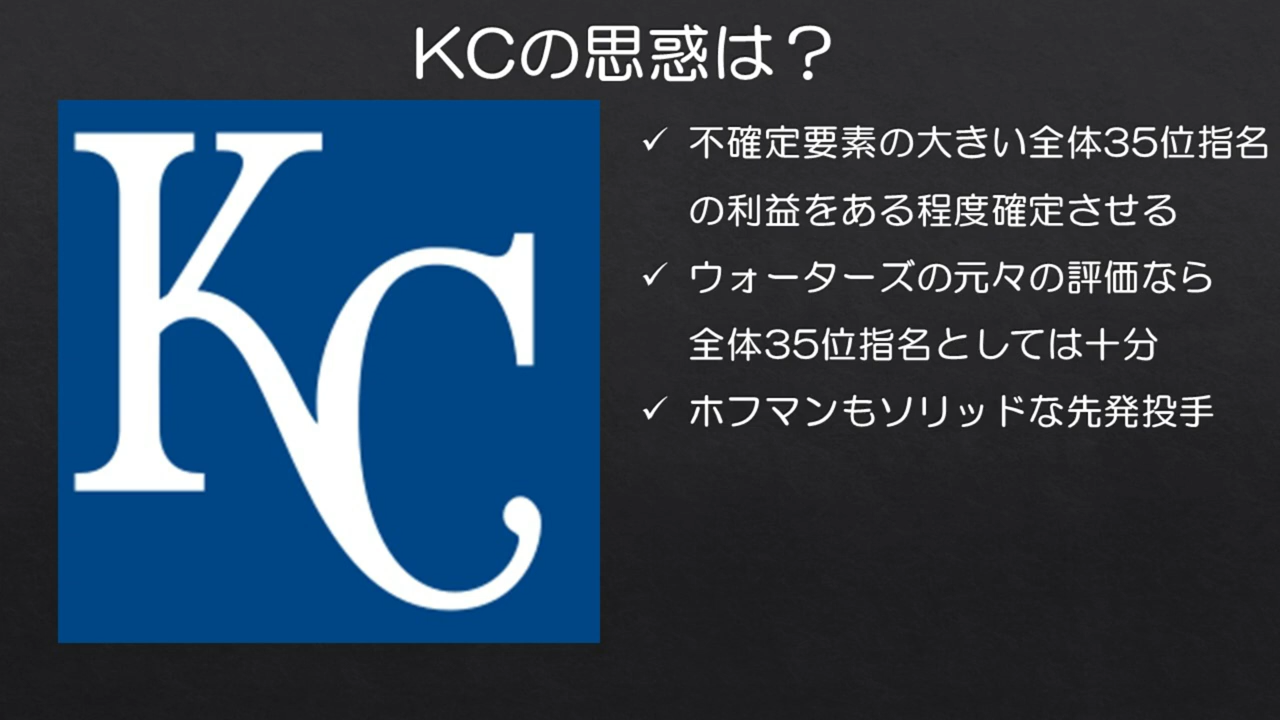 KCの思惑は？
KC
✓ 不確定要素の大きい全体35位指名
の利益をある程度確定させる
✓ ウォーターズの元々の評価なら
全体35位指名としては十分
✓ ホフマンもソリッドな先発投手